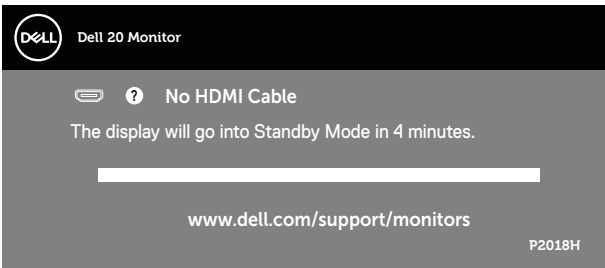 DELL
Dell 20 Monitor
? No HDMI Cable
The display will go into Standby Mode in 4 minutes.
www.dell.com/support/monitors
P2018H